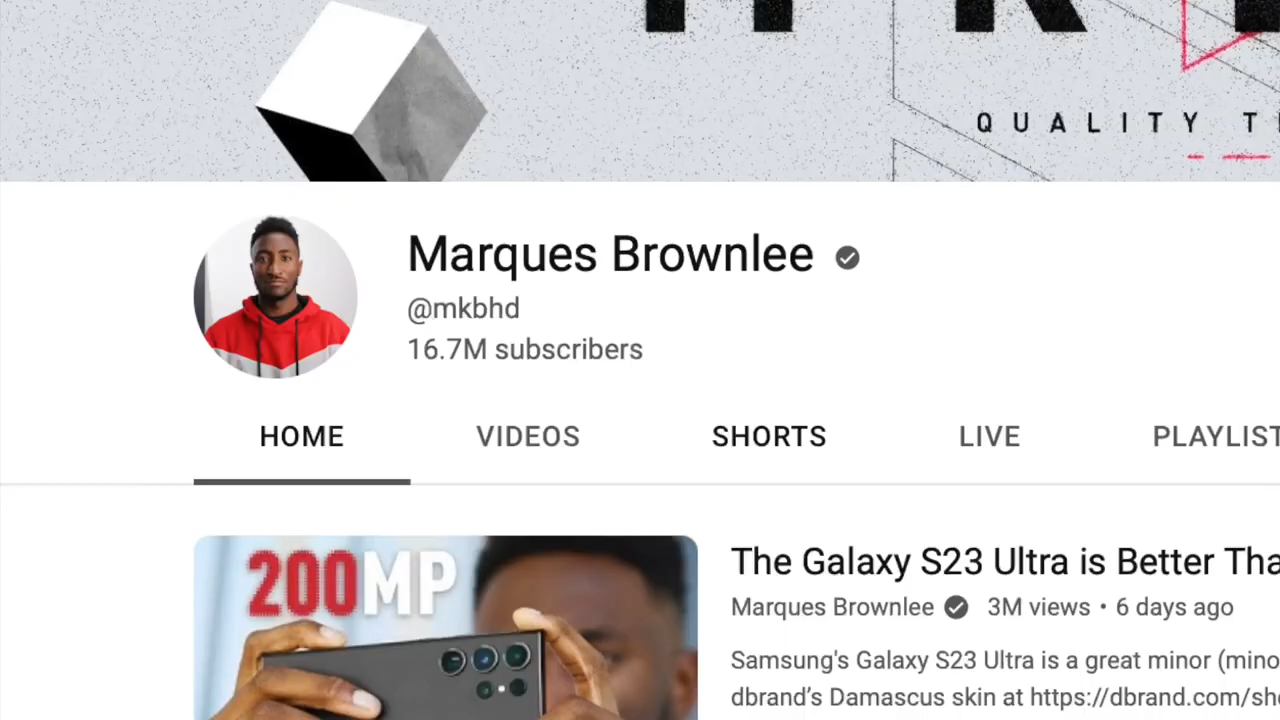 QUALITY T
Marques Brownlee
@mkbhd
16.7M subscribers
HOME VIDEOS SHORTS LIVE PLAYLIST
200MP
The Galaxy S23 Ultra is Better Tha
Marques Brownlee 3M views • 6 days ago
Samsung's Galaxy S23 Ultra is a great minor (mino
dbrand’s Damascus skin at https://dbrand.com/sh